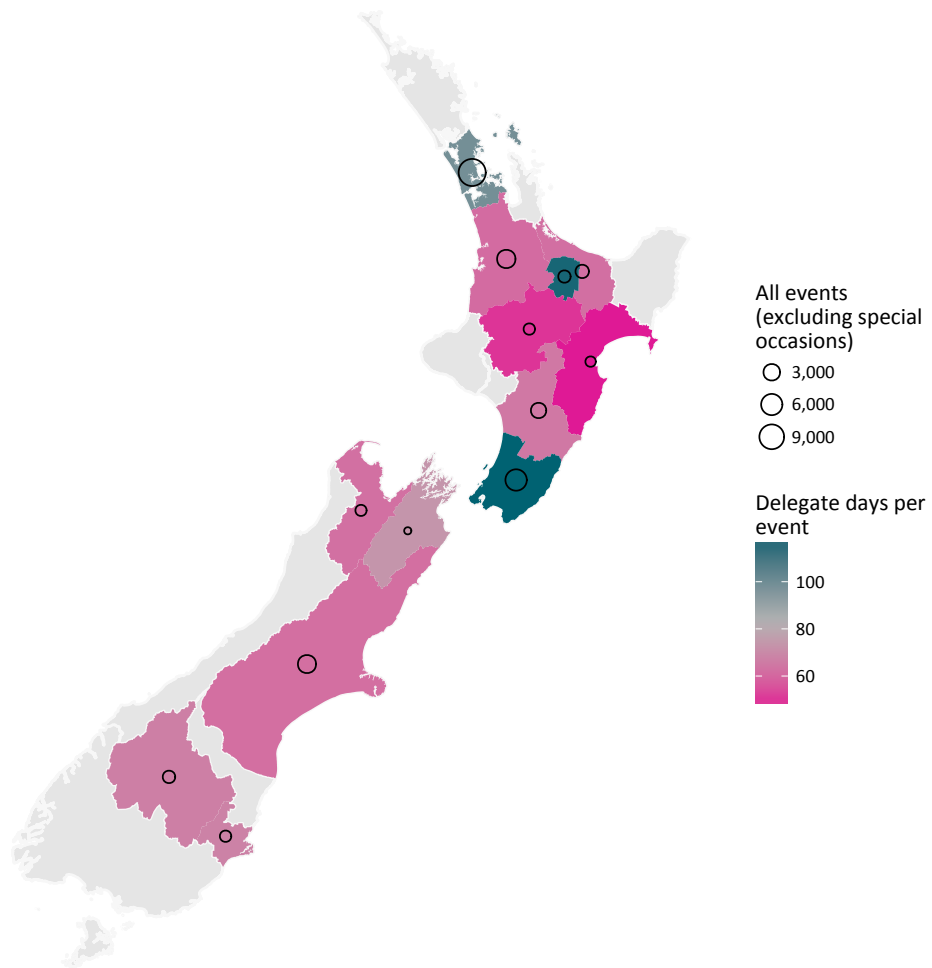 All events
(excluding special
occasions)
3,000
6,000
9,000
Delegate days per
event
100
80
60